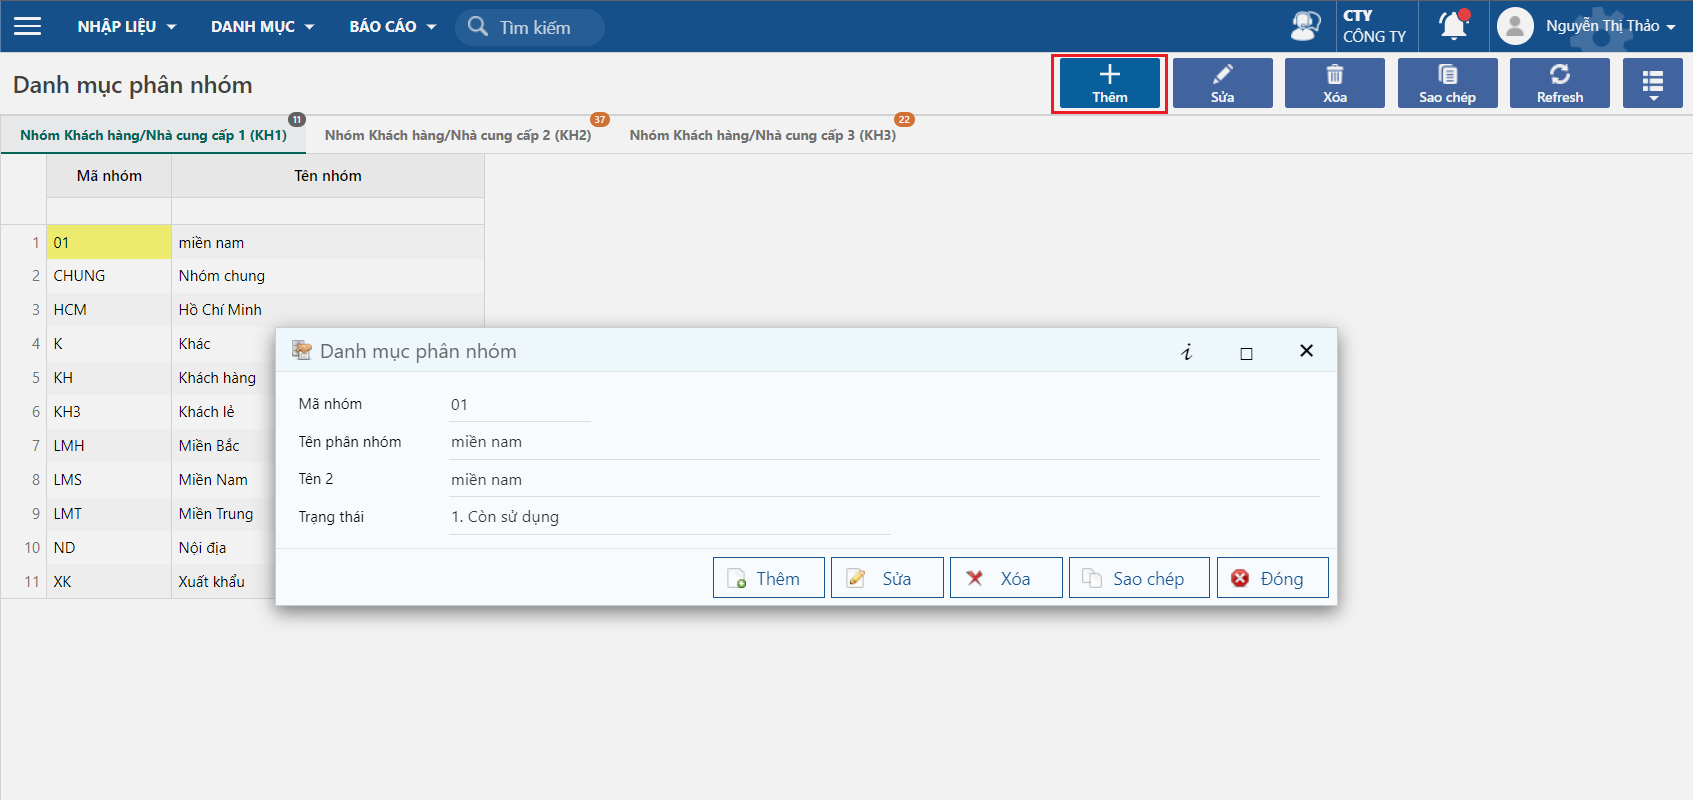 NHẬP LIỆU DANH MỤC BÁO CÁO Tìm kiếm CTY
CÔNG TY Nguyễn Thị Thảo
Danh mục phân nhóm
Thêm Sửa Xóa Sao chép Refresh
Nhóm Khách hàng/Nhà cung cấp 1 (KH1) 11 Nhóm Khách hàng/Nhà cung cấp 2 (KH2) 37 Nhóm Khách hàng/Nhà cung cấp 3 (KH3) 22
Mã nhóm Tên nhóm
1 01 miền nam
2 CHUNG Nhóm chung
3 HCM Hồ Chí Minh
4 K Khác
5 KH Khách hàng
6 KH3 Khách lẻ
7 LMH Miền Bắc
8 LMS Miền Nam
9 LMT Miền Trung
10 ND Nội địa
11 XK Xuất khẩu
Danh mục phân nhóm i
Mã nhóm 01
Tên phân nhóm miền nam
Tên 2 miền nam
Trạng thái 1. Còn sử dụng
Thêm Sửa Xóa Sao chép Đóng